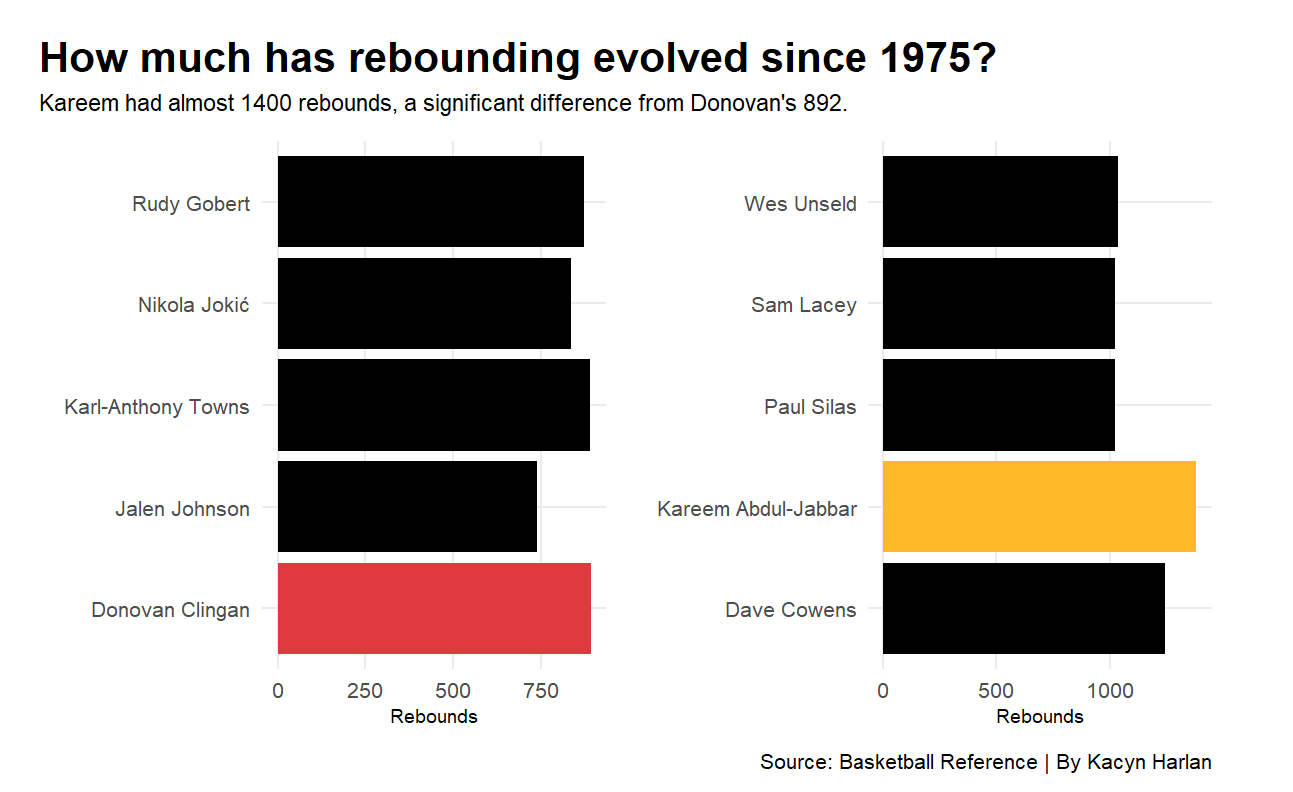 How much has rebounding evolved since 1975?
Kareem had almost 1400 rebounds, a significant difference from Donovan's 892.
Rudy Gobert
Nikola Jokić
Karl-Anthony Towns
Jalen Johnson
Donovan Clingan
0 250 500 750
Rebounds
Wes Unseld
Sam Lacey
Paul Silas
Kareem Abdul-Jabbar
Dave Cowens
0 500 1000
Rebounds
Source: Basketball Reference | By Kacyn Harlan